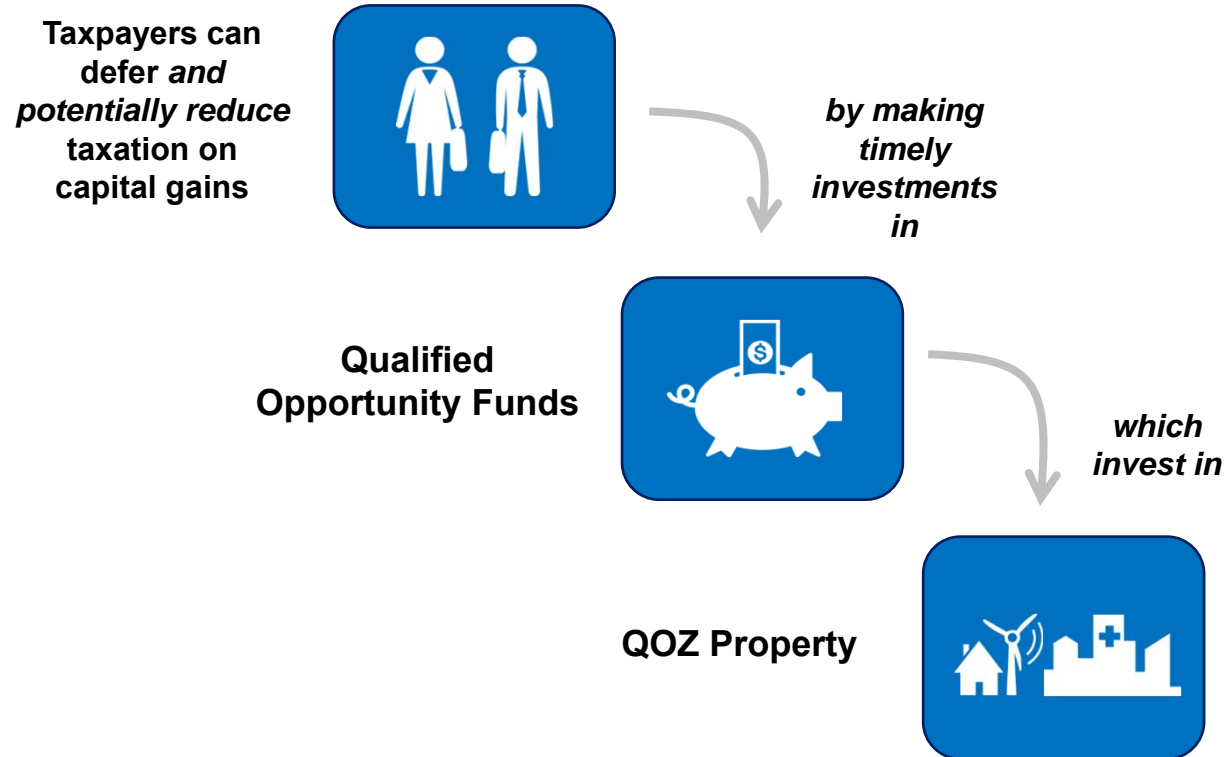 Taxpayers can
defer and
potentially reduce
taxation on
capital gains
by making
timely
investments
in
$
Qualified
Opportunity Funds
which
invest in
QOZ Property